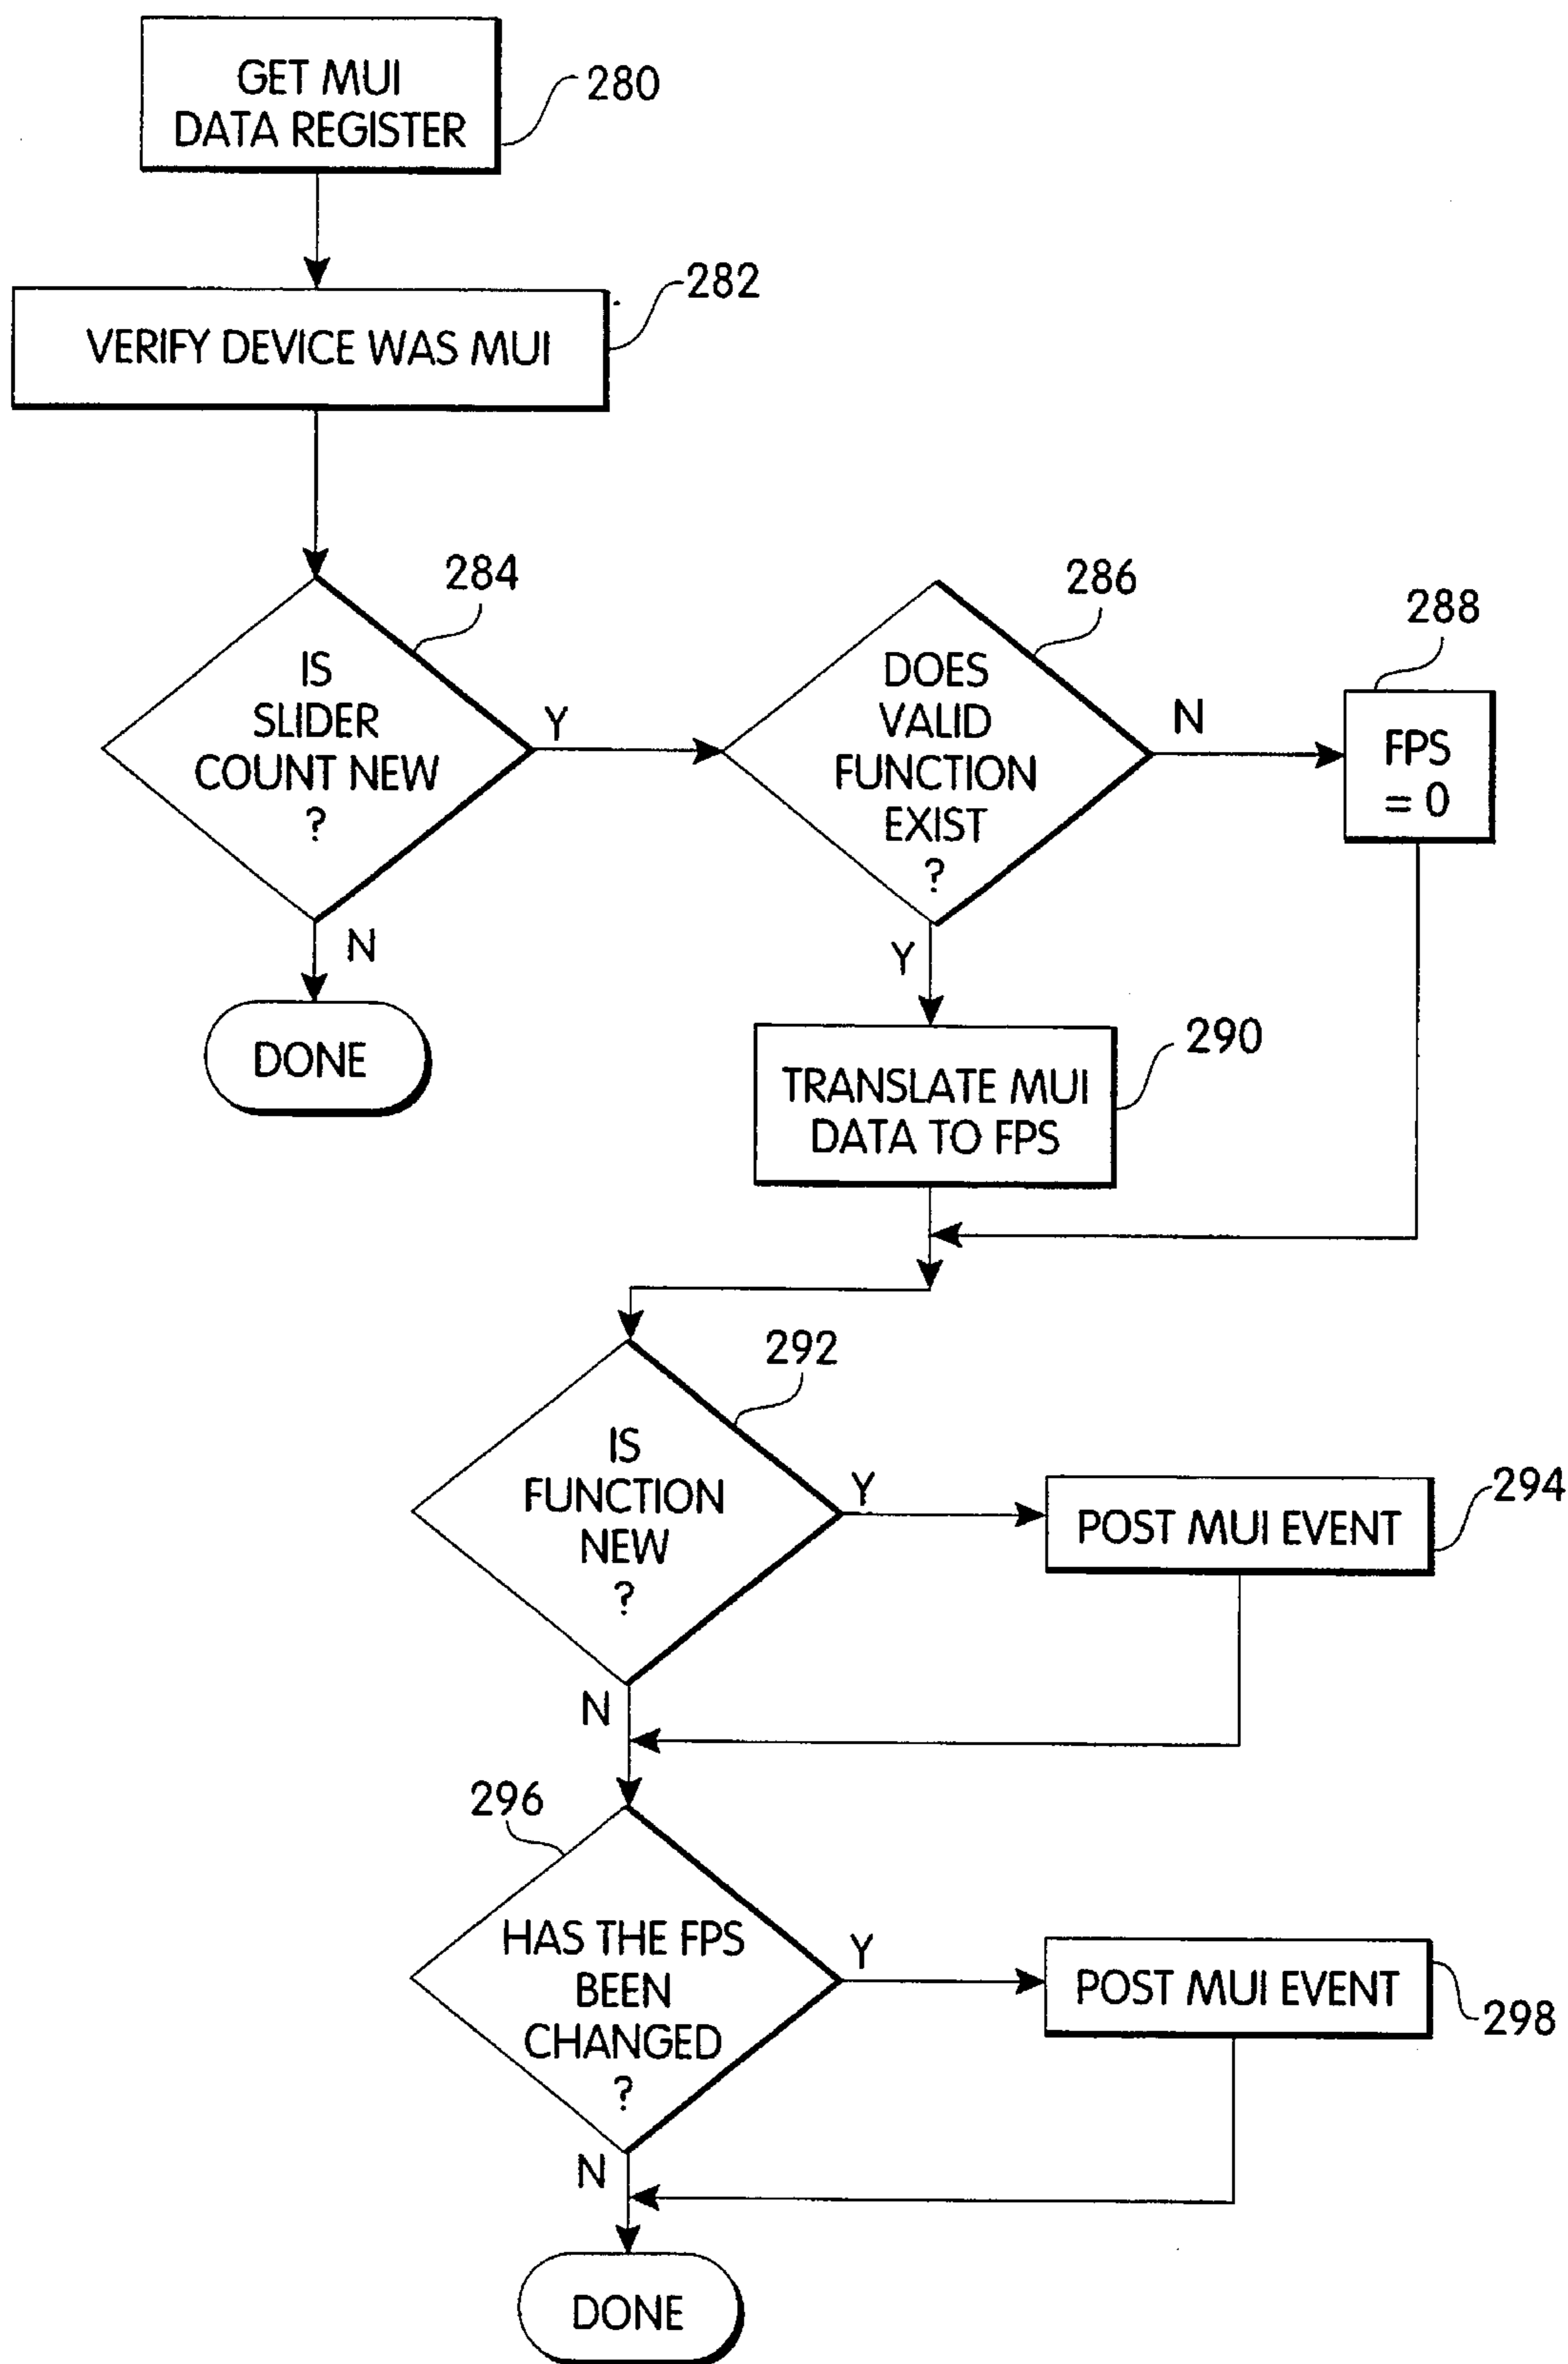 GET MUI
DATA REGISTER
280
VERIFY DEVICE WAS MUI
282
IS
SLIDER
COUNT NEW
?
284
Y
N
DONE
DOES
VALID
FUNCTION
EXIST
?
286
N
Y
FPS
= 0
288
TRANSLATE MUI
DATA TO FPS
290
IS
FUNCTION
NEW
?
292
Y
N
POST MUI EVENT
294
HAS THE FPS
BEEN
CHANGED
?
296
Y
N
POST MUI EVENT
298
DONE